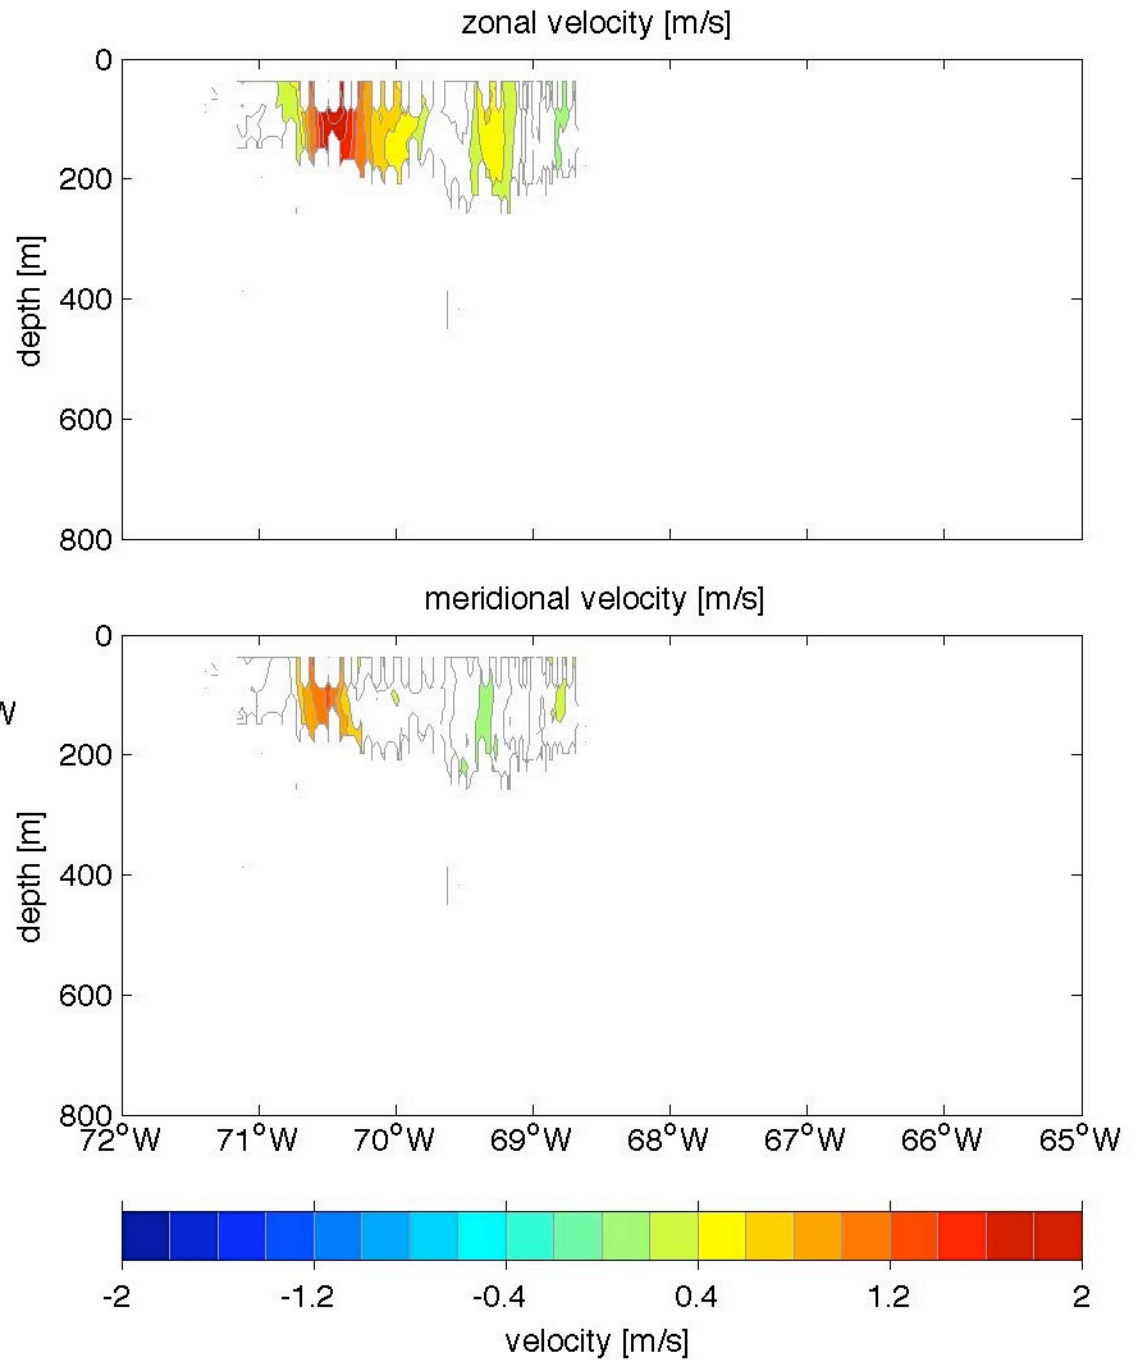 zonal velocity [m/s]
0
200
400
600
800
depth [m]
meridional velocity [m/s]
0
W
200
400
600
800
depth [m]
72°W 71°W 70°W 69°W 68°W 67°W 66°W 65°W
-2 -1.2 -0.4 0.4 1.2 2
velocity [m/s]